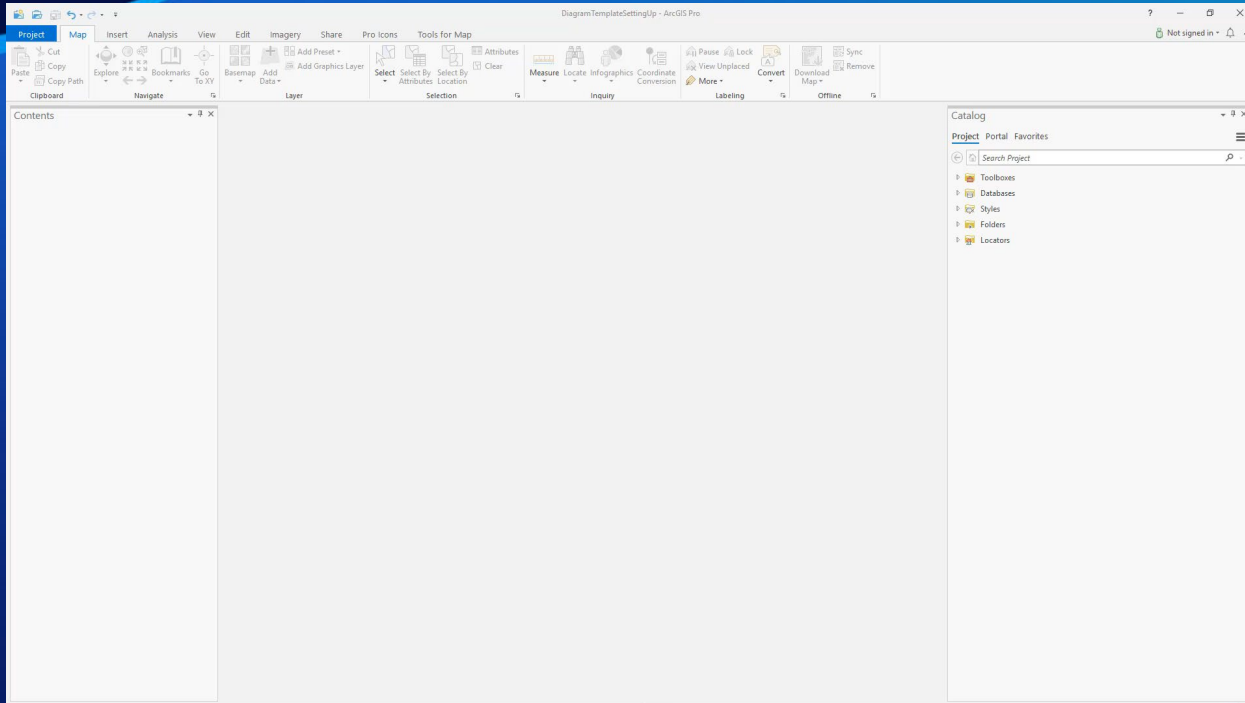 DiagramTemplateSettingUp - ArcGIS Pro
?
Project Map Insert Analysis View Edit Imagery Share Pro Icons Tools for Map
Not signed in
Paste
Cut
Copy
Copy Path
Clipboard
Explore
Bookmarks
Go
To XY
Navigate
Basemap
Add
Data
Add Preset
Add Graphics Layer
Layer
Select
Select By
Attributes
Select By
Location
Attributes
Clear
Selection
Measure
Locate
Infographics
Coordinate
Conversion
Inquiry
Pause
Lock
View Unplaced
More
Convert
Labeling
Download
Map
Sync
Remove
Offline
Contents
Catalog
Project Portal Favorites
Search Project
Toolboxes
Databases
Styles
Folders
Locators